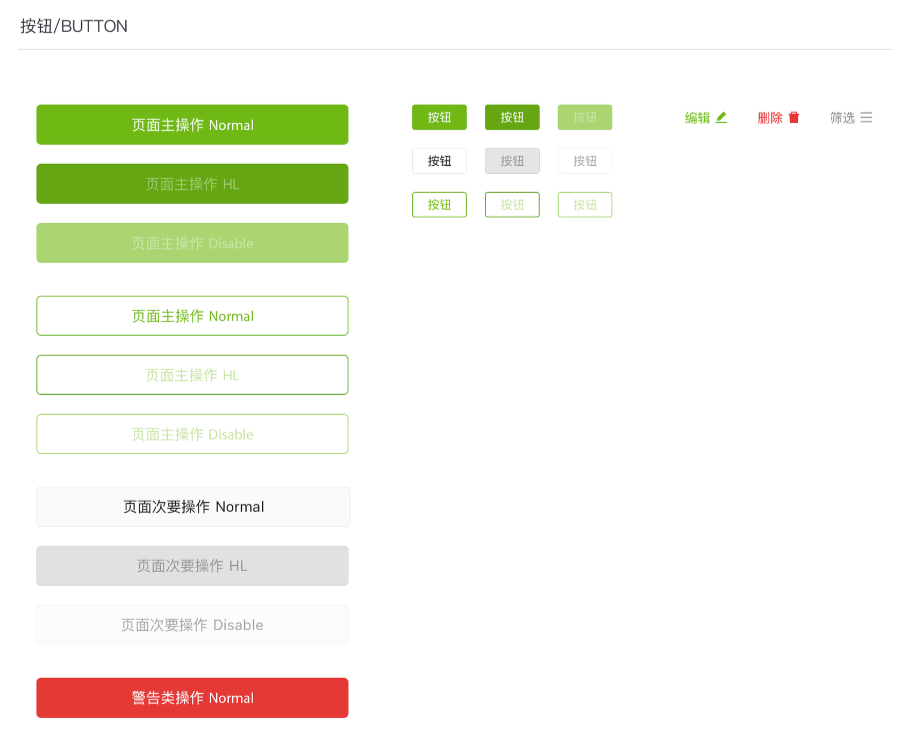 按钮/BUTTON
页面主操作 Normal
页面主操作 HL
页面主操作 Disable
页面主操作 Normal
页面主操作 HL
页面主操作 Disable
页面次要操作 Normal
页面次要操作 HL
页面次要操作 Disable
警告类操作 Normal
按钮 按钮 按钮
按钮 按钮 按钮
按钮 按钮 按钮
编辑 删除 筛选